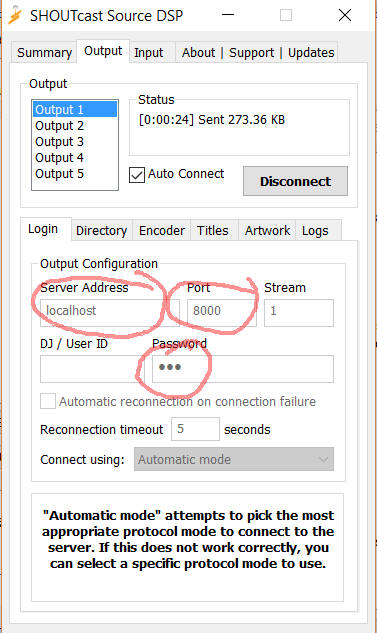 SHOUTcast Source DSP
Summary Output Input About | Support | Updates
Output
Output 1
Output 2
Output 3
Output 4
Output 5
Status
[0:00:24] Sent 273.36 KB
Auto Connect
Disconnect
Login Directory Encoder Titles Artwork Logs
Output Configuration
Server Address Port Stream
localhost 8000 1
DJ / User ID Password
•••
Automatic reconnection on connection failure
Reconnection timeout 5 seconds
Connect using: Automatic mode
"Automatic mode" attempts to pick the most
appropriate protocol mode to connect to the
server. If this does not work correctly, you
can select a specific protocol mode to use.